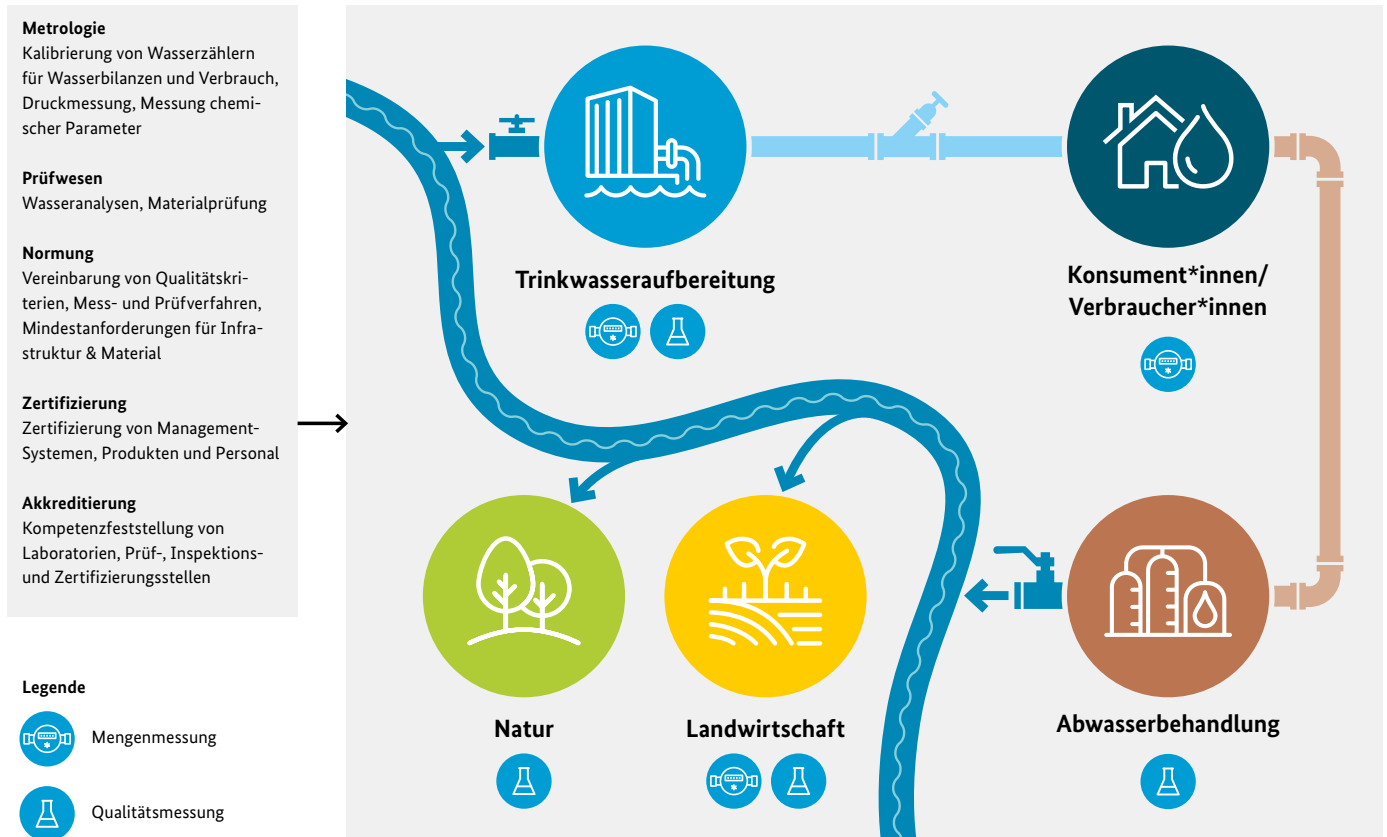 Metrologie
Kalibrierung von Wasserzählern
für Wasserbilanzen und Verbrauch,
Druckmessung, Messung chemi-
scher Parameter
Prüfwesen
Wasseranalysen, Materialprüfung
Normung
Vereinbarung von Qualitätskri-
terien, Mess- und Prüfverfahren,
Mindestanforderungen für Infra-
struktur & Material
Zertifizierung
Zertifizierung von Management-
Systemen, Produkten und Personal
Akkreditierung
Kompetenzfeststellung von
Laboratorien, Prüf-, Inspektions-
und Zertifizierungsstellen
Legende
Mengenmessung
Qualitätsmessung
Trinkwasseraufbereitung
Konsument*innen/
Verbraucher*innen
Natur
Landwirtschaft
Abwasserbehandlung